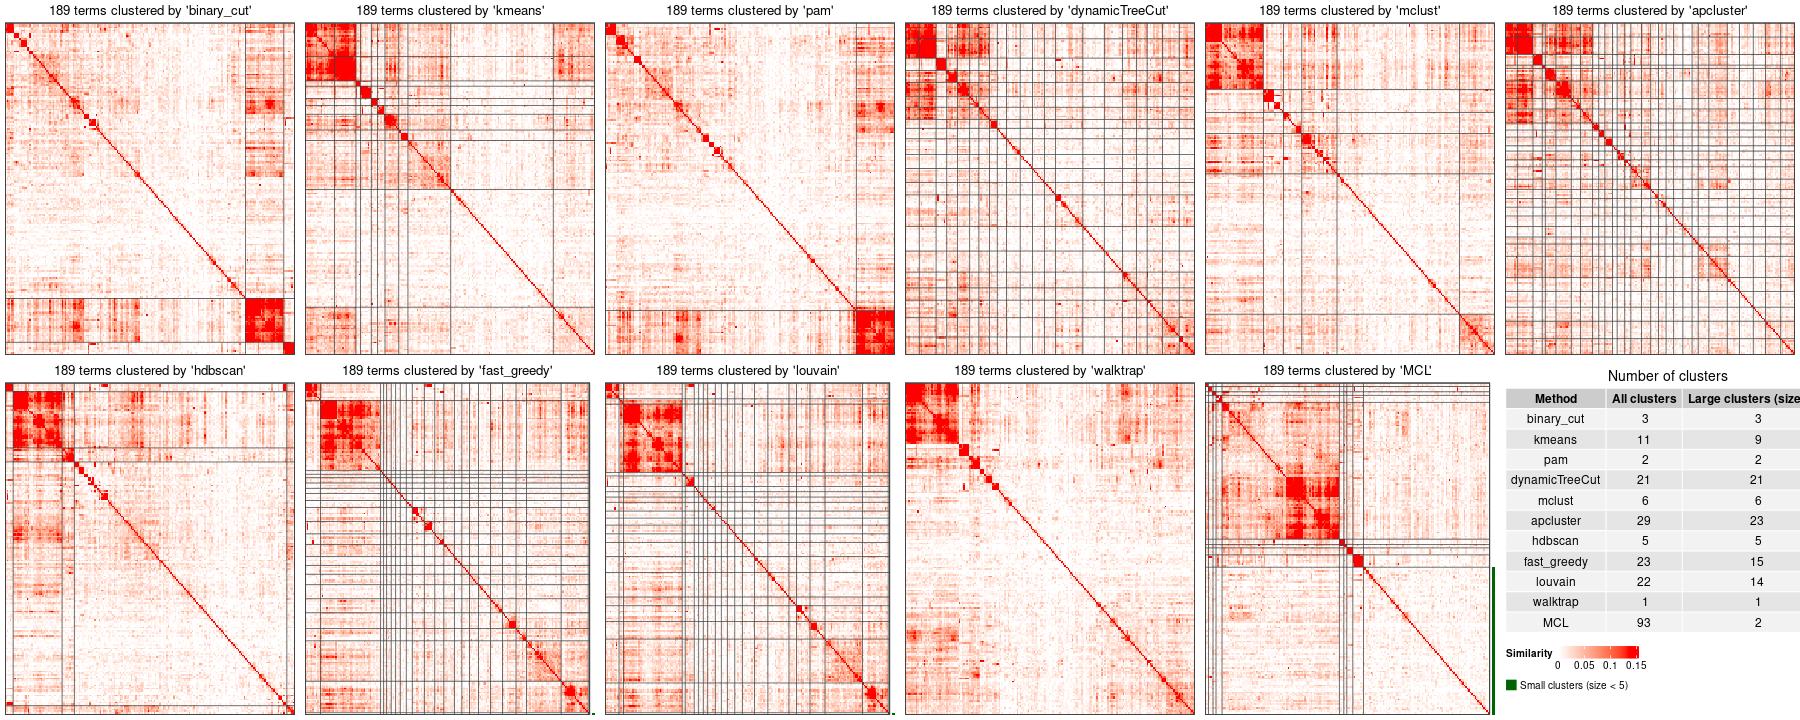 189 terms clustered by 'binary_cut'
189 terms clustered by 'kmeans'
189 terms clustered by 'pam'
189 terms clustered by 'dynamicTreeCut'
189 terms clustered by 'mclust'
189 terms clustered by 'apcluster'
189 terms clustered by 'hdbscan'
189 terms clustered by 'fast_greedy'
189 terms clustered by 'louvain'
189 terms clustered by 'walktrap'
189 terms clustered by 'MCL'
Number of clusters
Method All clusters Large clusters (size
binary_cut 3 3
kmeans 11 9
pam 2 2
dynamicTreeCut 21 21
mclust 6 6
apcluster 29 23
hdbscan 5 5
fast_greedy 23 15
louvain 22 14
walktrap 1 1
MCL 93 2
Similarity
0 0.05 0.1 0.15
Small clusters (size < 5)